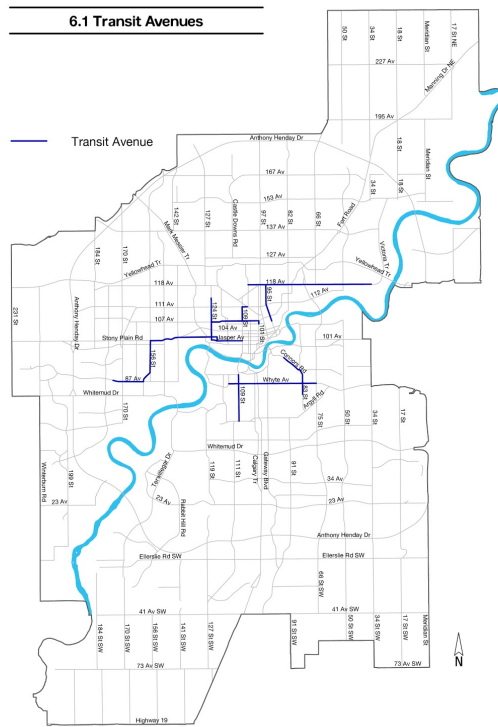 6.1 Transit Avenues
Transit Avenue
50 St
34 St
18 St
Meridian St
17 St NE
227 Av
Manning Dr NE
195 Av
Anthony Henday Dr
18 St
Meridian St
167 Av
34 St
18 St
153 Av
142 St
127 St
Castle Downs Rd
97 St
82 St
66 St
Fort Road
Mark Messier Tr
137 Av
184 St
170 St
127 Av
Victoria Tr
Yellowhead Tr
Yellowhead Tr
118 Av
118 Av
95 St
112 Av
231 St
Anthony Henday Dr
111 Av
107 Av
124 St
109 St
104 Av
101 St
Stony Plain Rd
Jasper Av
101 Av
156 St
Connors Rd
87 Av
Whyte Av
83 St
Argyll Rd
Whitemud Dr
109 St
170 St
75 St
50 St
34 St
17 St
Whitemud Dr
Terwillegar Dr
119 St
111 St
Calgary Tr
Gateway Blvd
91 St
Winterburn Rd
199 St
34 Av
23 Av
23 Av
23 Av
Rabbit Hill Rd
Anthony Henday Dr
Ellerslie Rd SW
Ellerslie Rd SW
66 St SW
41 Av SW
41 Av SW
184 St SW
170 St SW
156 St SW
141 St SW
127 St SW
91 St SW
50 St SW
34 St SW
17 St SW
Meridian St
N
73 Av SW
73 Av SW
Highway 19